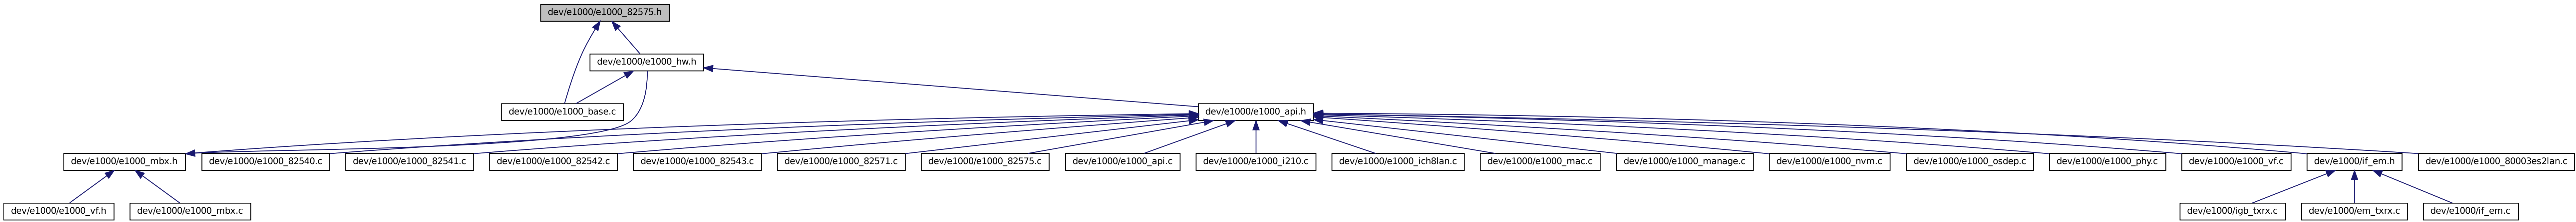 dev/e1000/e1000_82575.h
dev/e1000/e1000_hw.h
dev/e1000/e1000_base.c
dev/e1000/e1000_api.h
dev/e1000/e1000_mbx.h
dev/e1000/e1000_82540.c
dev/e1000/e1000_82541.c
dev/e1000/e1000_82542.c
dev/e1000/e1000_82543.c
dev/e1000/e1000_82571.c
dev/e1000/e1000_82575.c
dev/e1000/e1000_api.c
dev/e1000/e1000_i210.c
dev/e1000/e1000_ich8lan.c
dev/e1000/e1000_mac.c
dev/e1000/e1000_manage.c
dev/e1000/e1000_nvm.c
dev/e1000/e1000_osdep.c
dev/e1000/e1000_phy.c
dev/e1000/e1000_vf.c
dev/e1000/if_em.h
dev/e1000/e1000_80003es2lan.c
dev/e1000/e1000_vf.h
dev/e1000/e1000_mbx.c
dev/e1000/igb_txrx.c
dev/e1000/em_txrx.c
dev/e1000/if_em.c